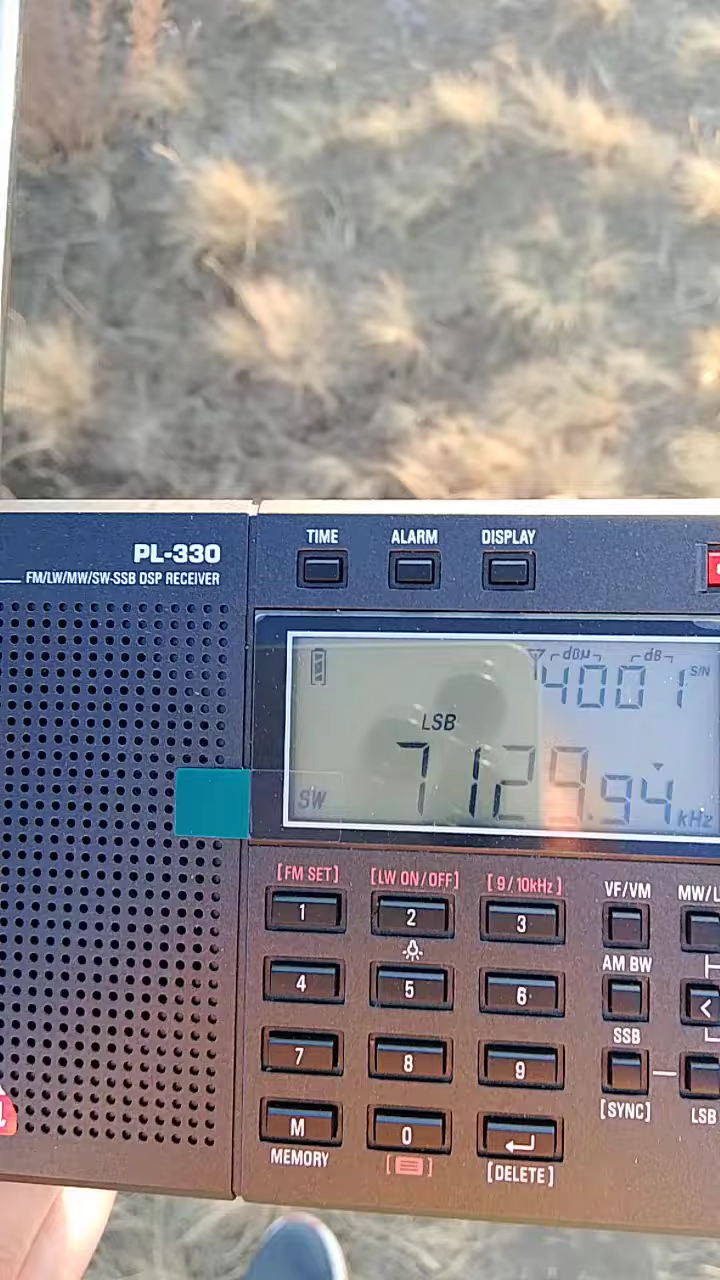 TIME ALARM DISPLAY
PL-330
FM/LW/MW/SW-SSB DSP RECEIVER
dBμ dB
4001 S/N
LSB
SW 7129.94 kHz
[FM SET] [LW ON/OFF] [9/10kHz] VF/VM MW/L
1 2 3
AM BW
4 5 6 <
SSB
7 8 9
[SYNC] LSB
M 0
MEMORY [DELETE]